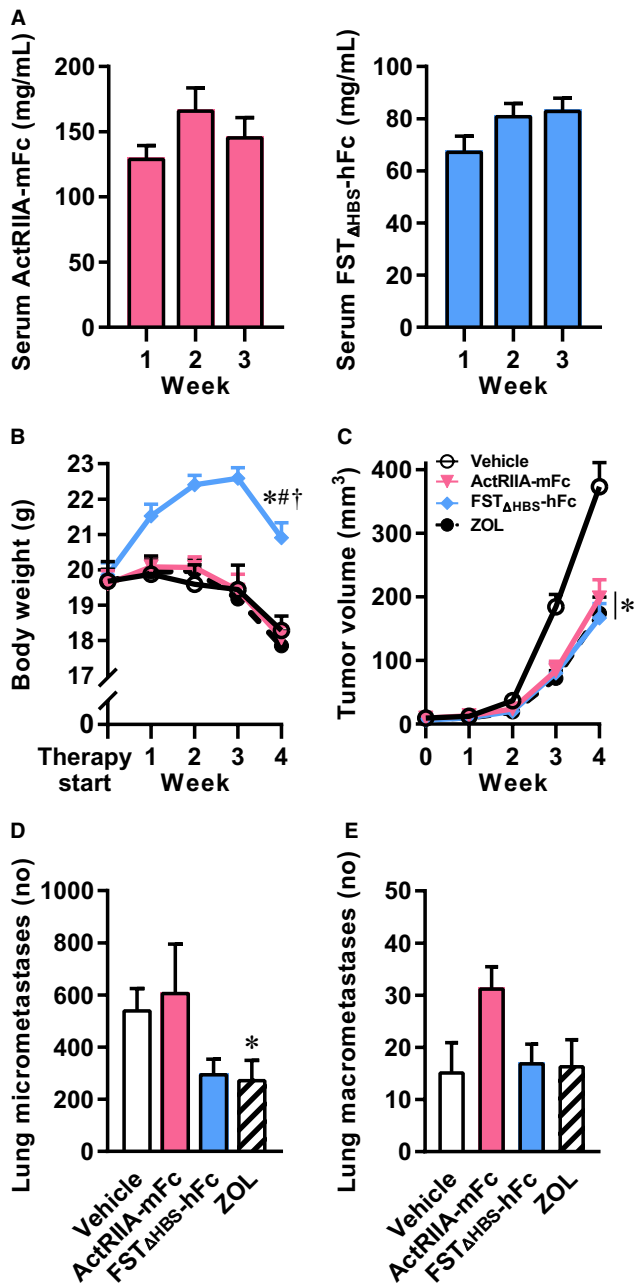 A
Serum ActRIIA-mFc (mg/mL)
200
150
100
50
0
1 2 3
Week
Serum FSTΔHBS-hFc (mg/mL)
100
80
60
40
20
0
1 2 3
Week
B
Body weight (g)
23
22
21
20
19
18
17
0
*#†
Therapy start 1 2 3 4
Week
C
Tumor volume (mm³)
400
300
200
100
0
Vehicle
ActRIIA-mFc
FSTΔHBS-hFc
ZOL
*
0 1 2 3 4
Week
D
Lung micrometastases (no)
1000
800
600
400
200
0
*
Vehicle
ActRIIA-mFc
FSTΔHBS-hFc
ZOL
E
Lung macrometastases (no)
50
40
30
20
10
0
Vehicle
ActRIIA-mFc
FSTΔHBS-hFc
ZOL